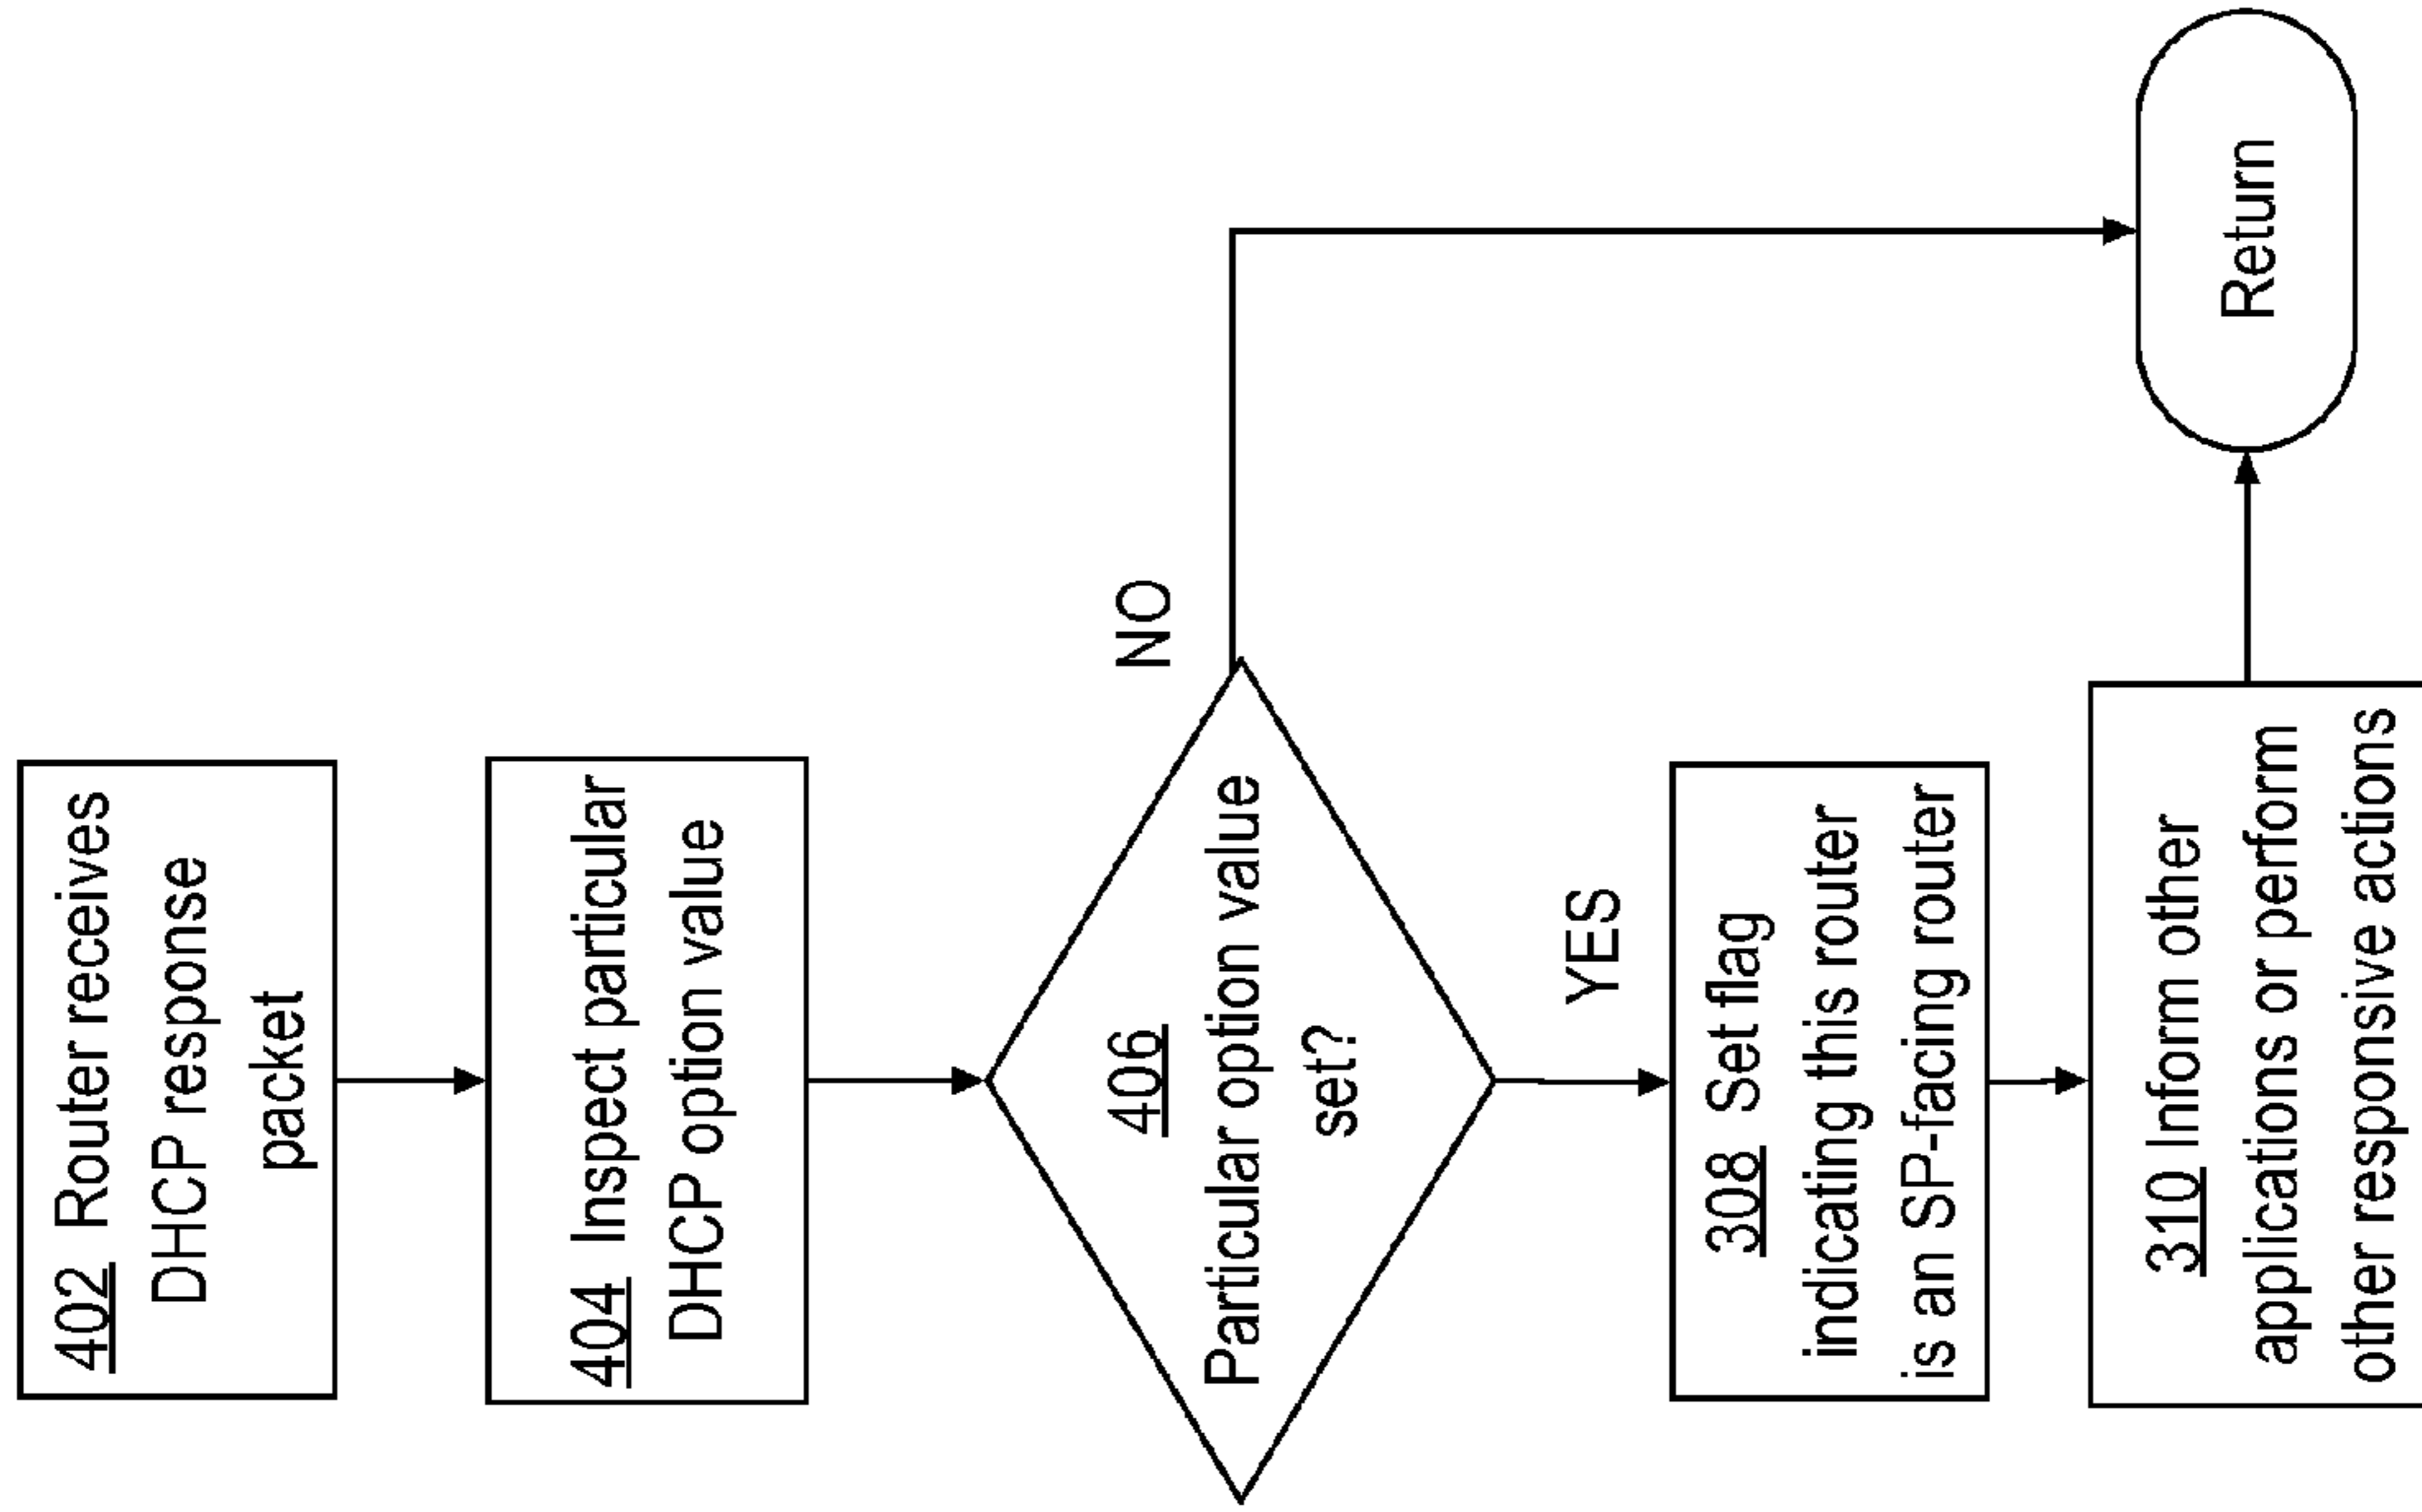 402 Router receives
DHCP response
packet
404 Inspect particular
DHCP option value
406
Particular option value
set?
NO
YES
308 Set flag
indicating this router
is an SP-facing router
310 Inform other
applications or perform
other responsive actions
Return